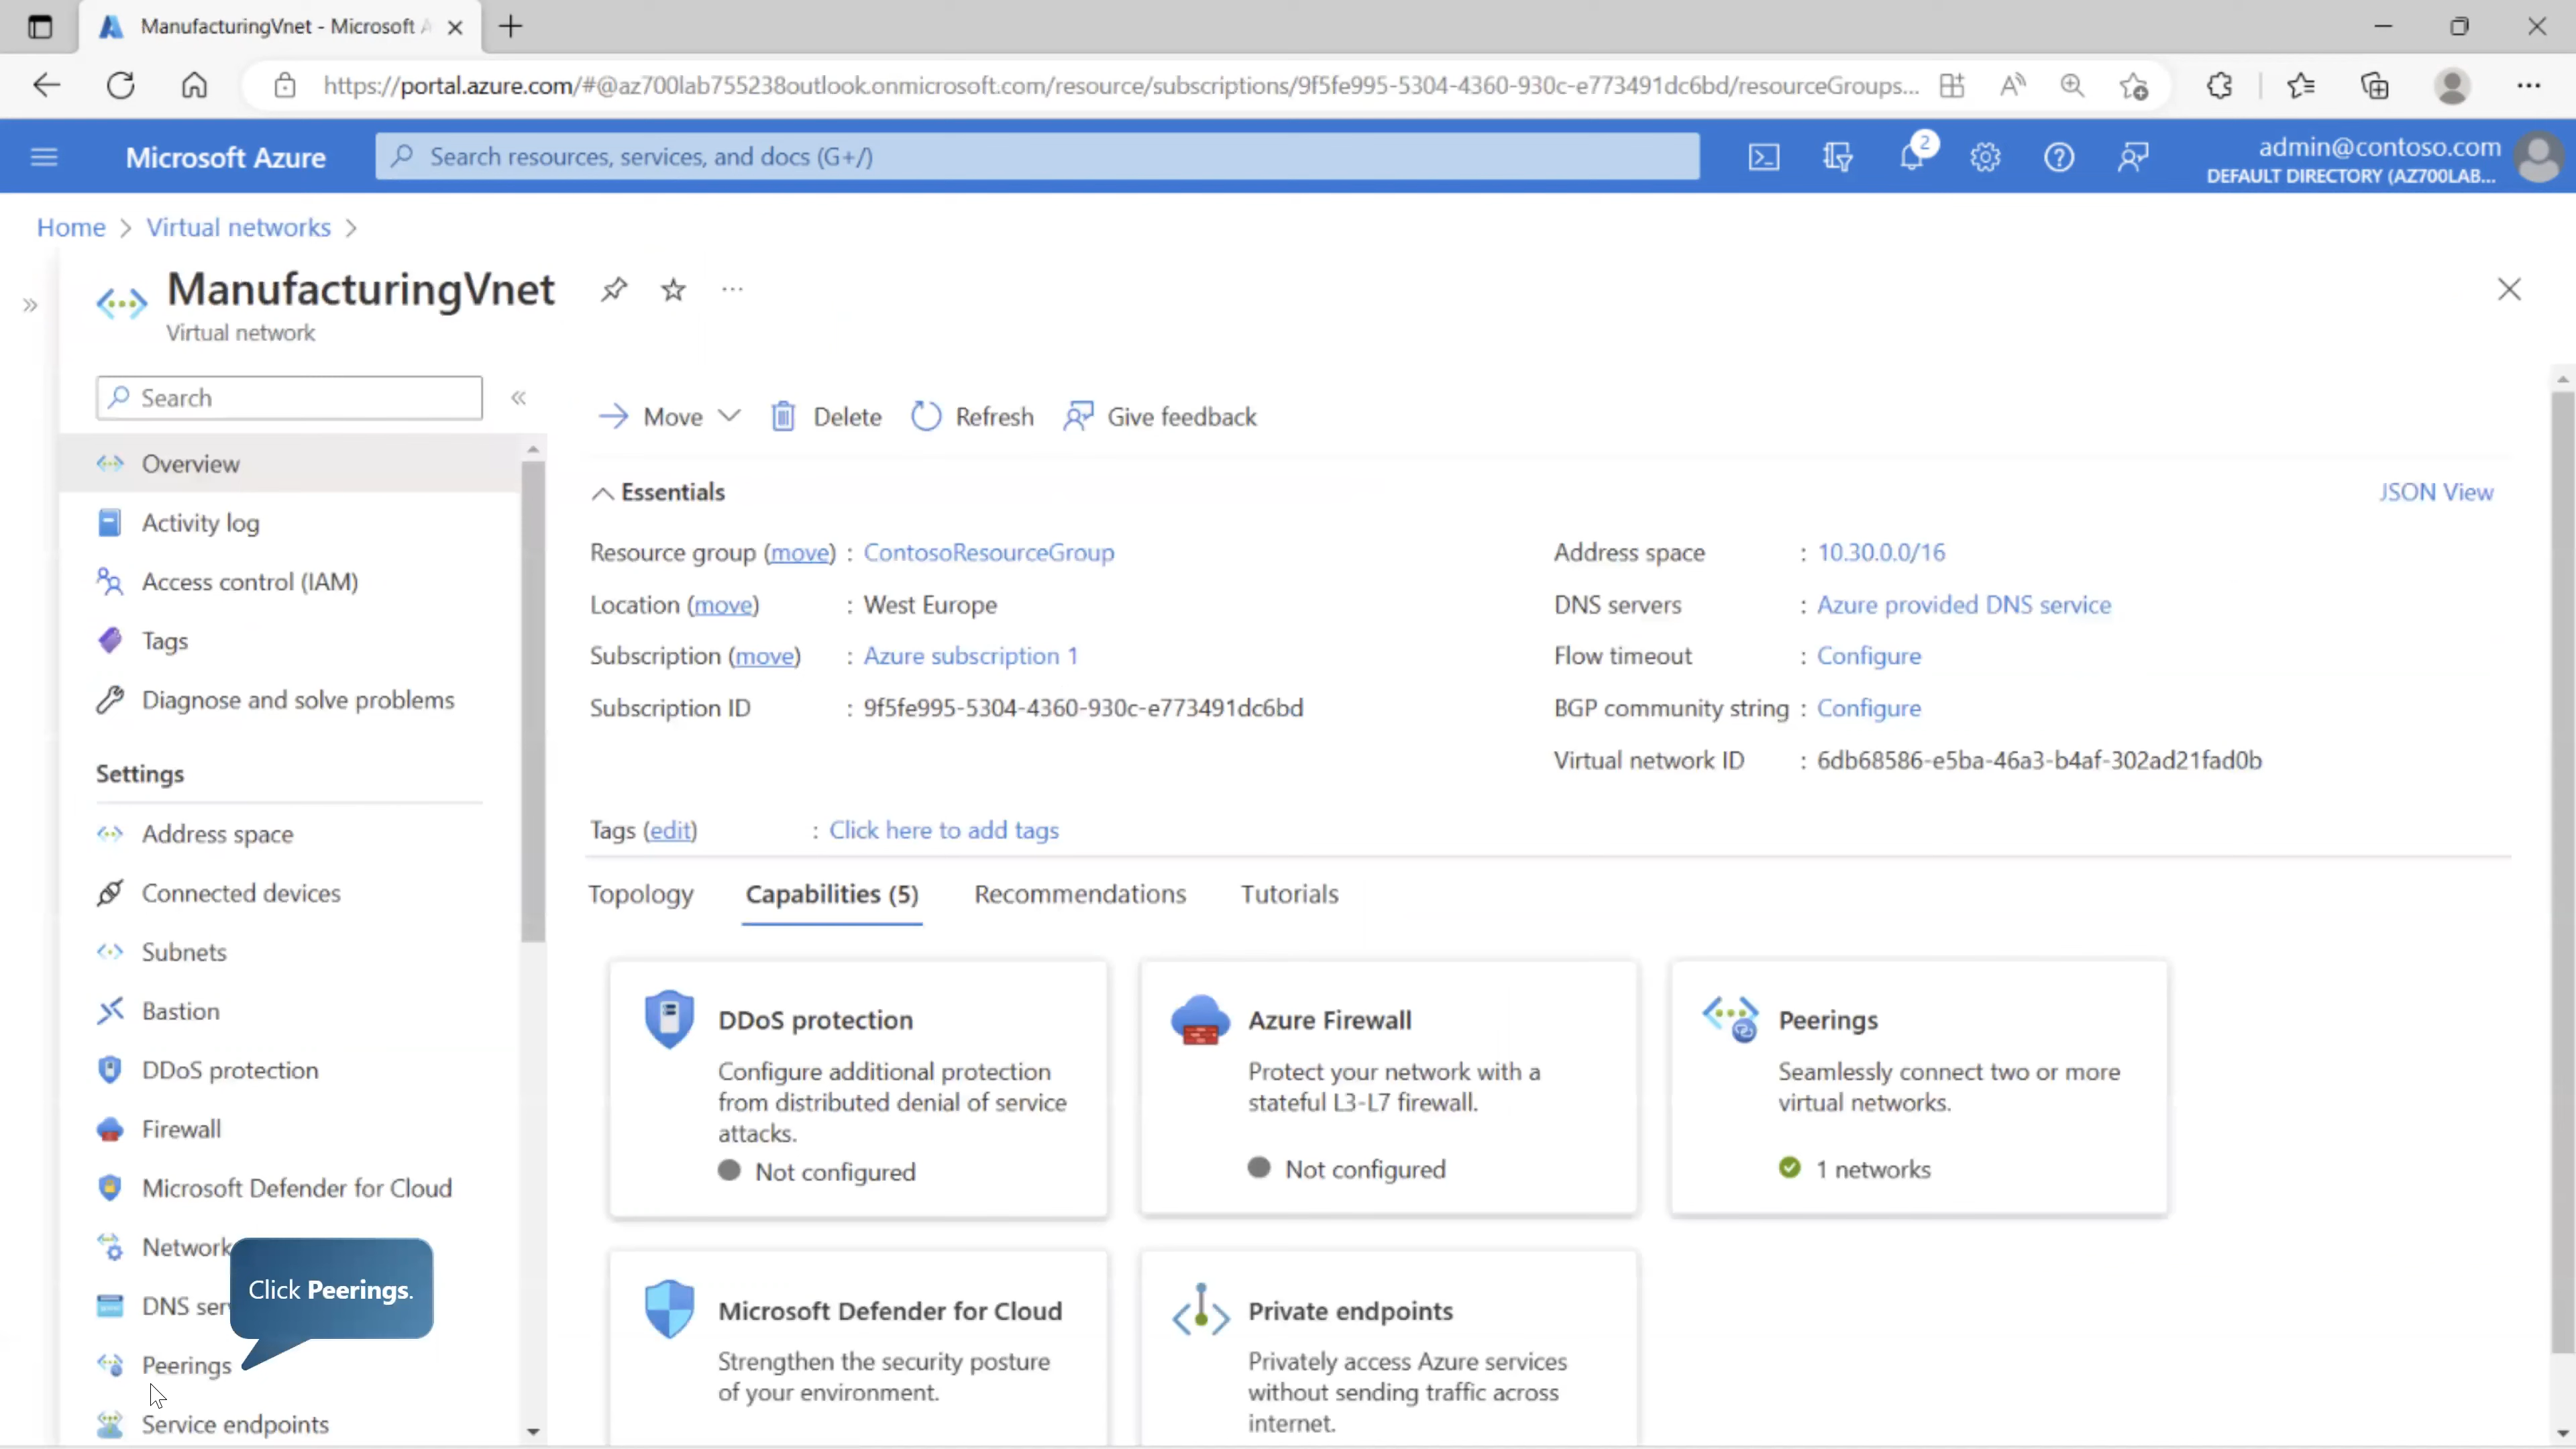 ManufacturingVnet - Microsoft A
https://portal.azure.com/#@az700lab755238outlook.onmicrosoft.com/resource/subscriptions/9f5fe995-5304-4360-930c-e773491dc6bd/resourceGroups...
Microsoft Azure
Search resources, services, and docs (G+/)
2
admin@contoso.com
DEFAULT DIRECTORY (AZ700LAB...
Home > Virtual networks >
ManufacturingVnet
Virtual network
Search
Overview
Activity log
Access control (IAM)
Tags
Diagnose and solve problems
Settings
Address space
Connected devices
Subnets
Bastion
DDoS protection
Firewall
Microsoft Defender for Cloud
Network
DNS ser
Peerings
Service endpoints
Click Peerings.
Move
Delete
Refresh
Give feedback
Essentials
JSON View
Resource group (move) : ContosoResourceGroup
Location (move) : West Europe
Subscription (move) : Azure subscription 1
Subscription ID : 9f5fe995-5304-4360-930c-e773491dc6bd
Address space : 10.30.0.0/16
DNS servers : Azure provided DNS service
Flow timeout : Configure
BGP community string : Configure
Virtual network ID : 6db68586-e5ba-46a3-b4af-302ad21fad0b
Tags (edit) : Click here to add tags
Topology
Capabilities (5)
Recommendations
Tutorials
DDoS protection
Configure additional protection
from distributed denial of service
attacks.
Not configured
Azure Firewall
Protect your network with a
stateful L3-L7 firewall.
Not configured
Peerings
Seamlessly connect two or more
virtual networks.
1 networks
Microsoft Defender for Cloud
Strengthen the security posture
of your environment.
Private endpoints
Privately access Azure services
without sending traffic across
internet.